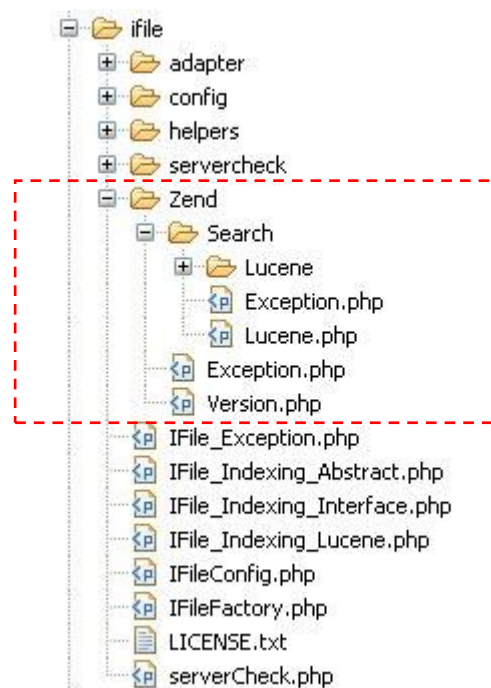 ifile
adapter
config
helpers
servercheck
Zend
Search
Lucene
Exception.php
Lucene.php
Exception.php
Version.php
IFile_Exception.php
IFile_Indexing_Abstract.php
IFile_Indexing_Interface.php
IFile_Indexing_Lucene.php
IFileConfig.php
IFileFactory.php
LICENSE.txt
serverCheck.php